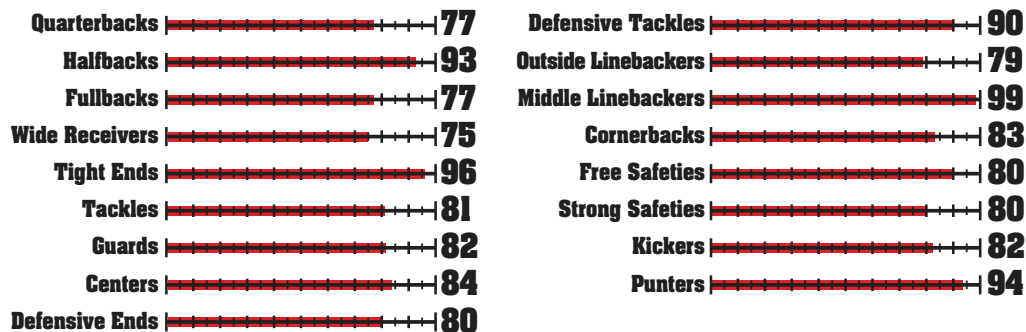 Quarterbacks 77
Halfbacks 93
Fullbacks 77
Wide Receivers 75
Tight Ends 96
Tackles 81
Guards 82
Centers 84
Defensive Ends 80
Defensive Tackles 90
Outside Linebackers 79
Middle Linebackers 99
Cornerbacks 83
Free Safeties 80
Strong Safeties 80
Kickers 82
Punters 94